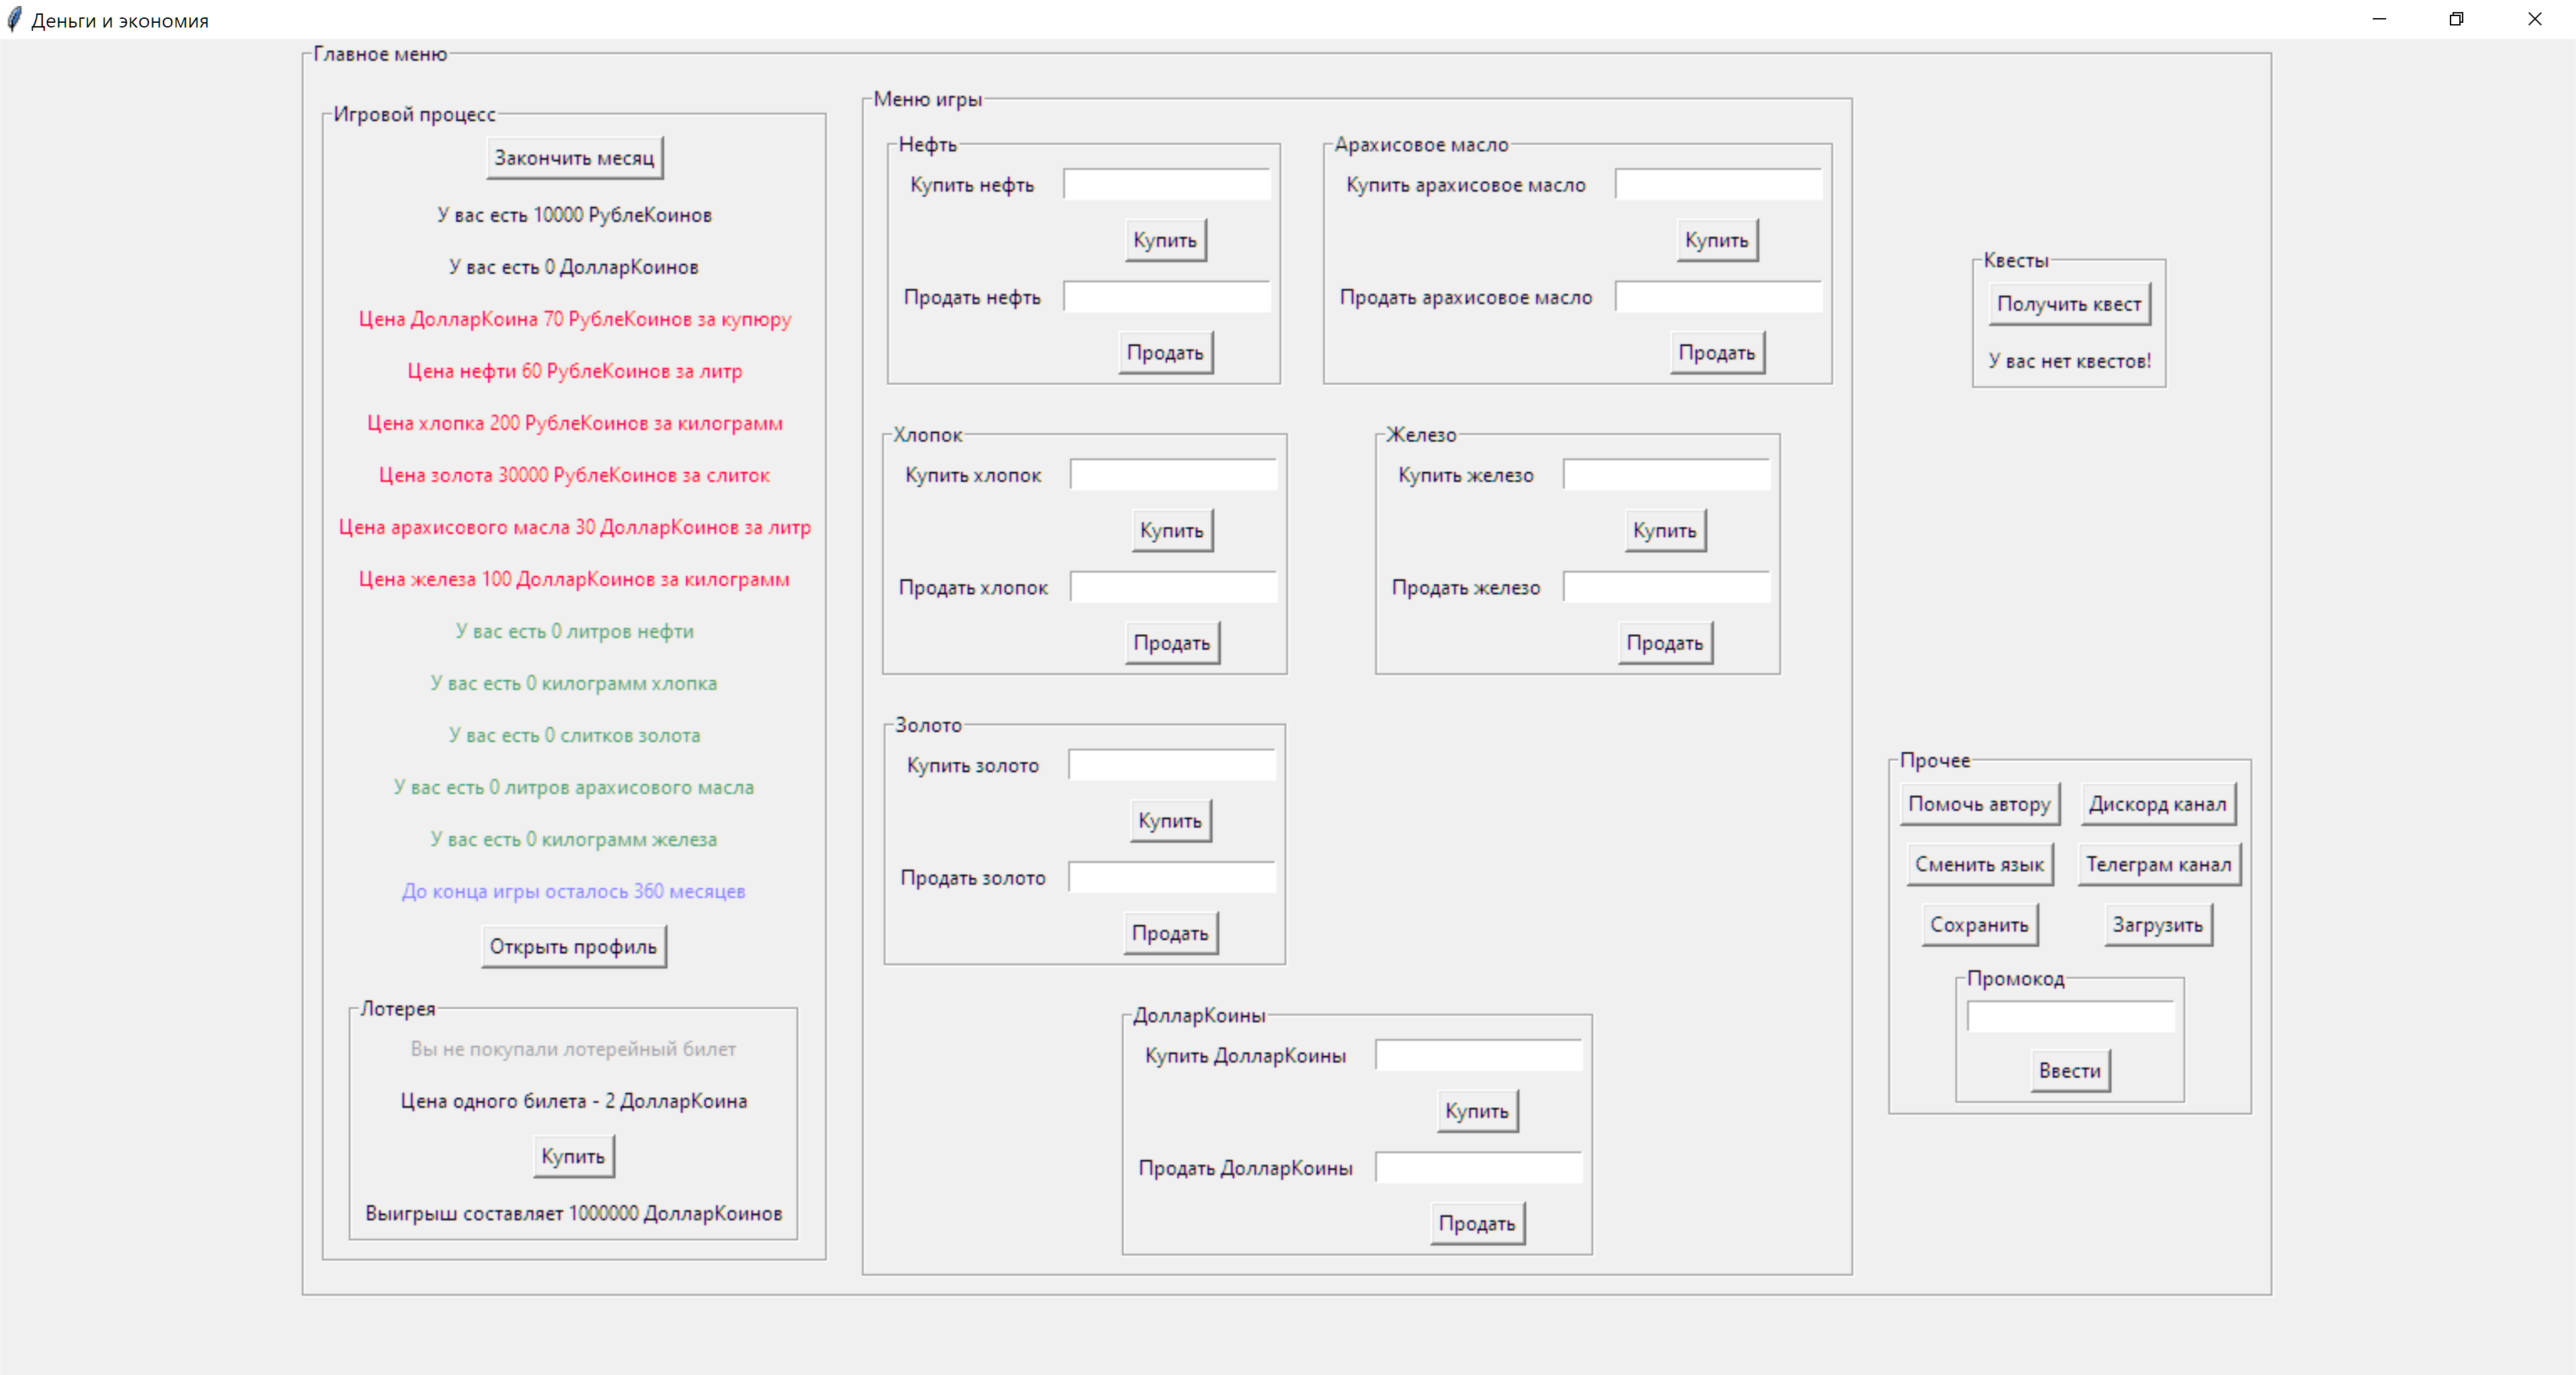 Деньги и экономия
Главное меню
Игровой процесс
Закончить месяц
У вас есть 10000 РублеКоинов
У вас есть 0 ДолларКоинов
Цена ДолларКоина 70 РублеКоинов за купюру
Цена нефти 60 РублеКоинов за литр
Цена хлопка 200 РублеКоинов за килограмм
Цена золота 30000 РублеКоинов за слиток
Цена арахисового масла 30 ДолларКоинов за литр
Цена железа 100 ДолларКоинов за килограмм
У вас есть 0 литров нефти
У вас есть 0 килограмм хлопка
У вас есть 0 слитков золота
У вас есть 0 литров арахисового масла
У вас есть 0 килограмм железа
До конца игры осталось 360 месяцев
Открыть профиль
Лотерея
Вы не покупали лотерейный билет
Цена одного билета - 2 ДолларКоина
Купить
Выигрыш составляет 1000000 ДолларКоинов
Меню игры
Нефть
Купить нефть
Купить
Продать нефть
Продать
Арахисовое масло
Купить арахисовое масло
Купить
Продать арахисовое масло
Продать
Хлопок
Купить хлопок
Купить
Продать хлопок
Продать
Железо
Купить железо
Купить
Продать железо
Продать
Золото
Купить золото
Купить
Продать золото
Продать
ДолларКоины
Купить ДолларКоины
Купить
Продать ДолларКоины
Продать
Квесты
Получить квест
У вас нет квестов!
Прочее
Помочь автору
Дискорд канал
Сменить язык
Телеграм канал
Сохранить
Загрузить
Промокод
Ввести